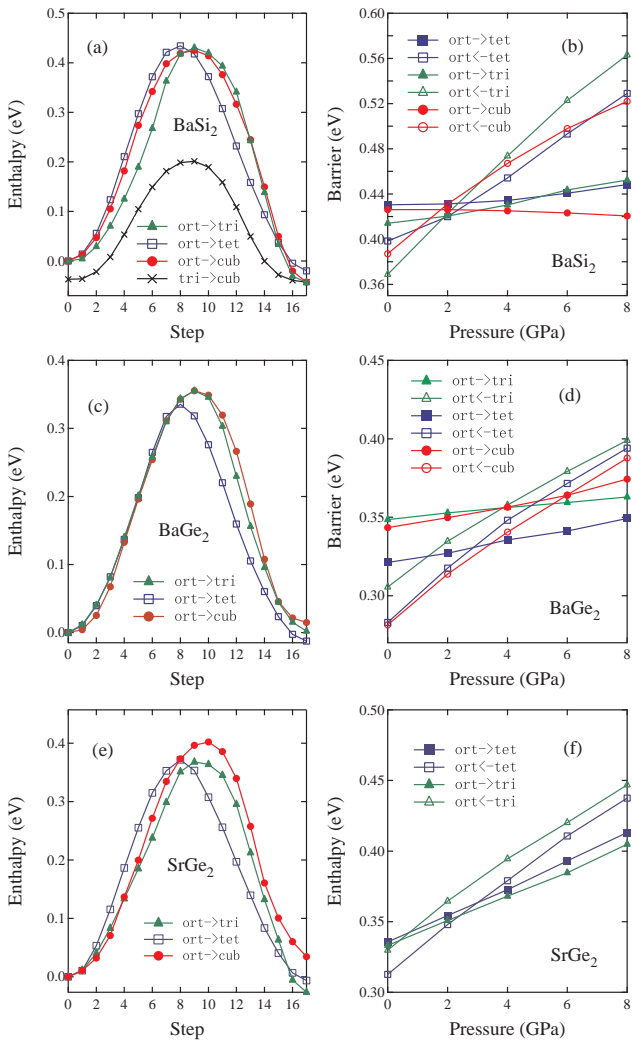 (a)
Enthalpy (eV)
0.5
0.4
0.3
0.2
0.1
0.0
BaSi2
ort->tri
ort->tet
ort->cub
tri->cub
0 2 4 6 8 10 12 14 16
Step
(b)
Barrier (eV)
0.60
0.56
0.52
0.48
0.44
0.40
0.36
ort->tet
ort<-tet
ort->tri
ort<-tri
ort->cub
ort<-cub
BaSi2
0 2 4 6 8
Pressure (GPa)
(c)
Enthalpy (eV)
0.4
0.3
0.2
0.1
0.0
BaGe2
ort->tri
ort->tet
ort->cub
0 2 4 6 8 10 12 14 16
Step
(d)
Barrier (eV)
0.45
0.40
0.35
0.30
ort->tri
ort<-tri
ort->tet
ort<-tet
ort->cub
ort<-cub
BaGe2
0 2 4 6 8
Pressure (GPa)
(e)
Enthalpy (eV)
0.4
0.3
0.2
0.1
0.0
SrGe2
ort->tri
ort->tet
ort->cub
0 2 4 6 8 10 12 14 16
Step
(f)
Enthalpy (eV)
0.50
0.45
0.40
0.35
0.30
ort->tet
ort<-tet
ort->tri
ort<-tri
SrGe2
0 2 4 6 8
Pressure (GPa)